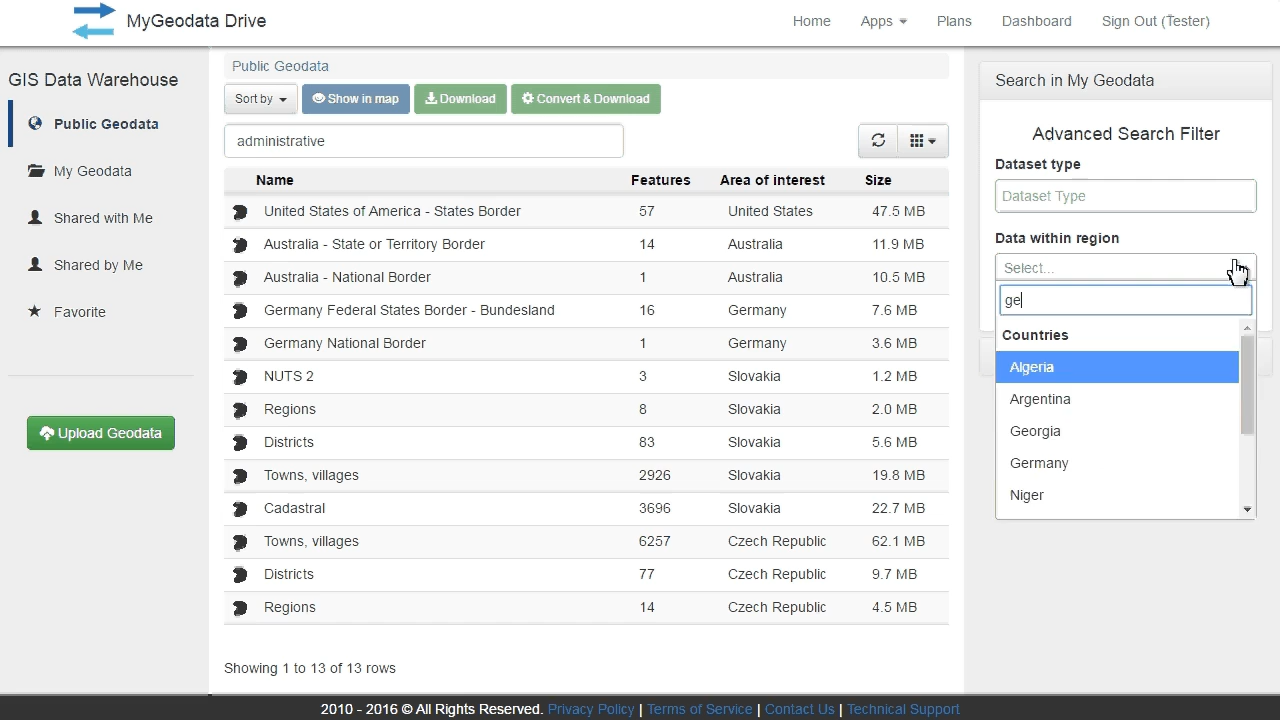 MyGeodata Drive
Home Apps Plans Dashboard Sign Out (Tester)
GIS Data Warehouse
Public Geodata
My Geodata
Shared with Me
Shared by Me
Favorite
Upload Geodata
Public Geodata
Sort by Show in map Download Convert & Download
administrative
Name Features Area of interest Size
United States of America - States Border 57 United States 47.5 MB
Australia - State or Territory Border 14 Australia 11.9 MB
Australia - National Border 1 Australia 10.5 MB
Germany Federal States Border - Bundesland 16 Germany 7.6 MB
Germany National Border 1 Germany 3.6 MB
NUTS 2 3 Slovakia 1.2 MB
Regions 8 Slovakia 2.0 MB
Districts 83 Slovakia 5.6 MB
Towns, villages 2926 Slovakia 19.8 MB
Cadastral 3696 Slovakia 22.7 MB
Towns, villages 6257 Czech Republic 62.1 MB
Districts 77 Czech Republic 9.7 MB
Regions 14 Czech Republic 4.5 MB
Showing 1 to 13 of 13 rows
Search in My Geodata
Advanced Search Filter
Dataset type
Dataset Type
Data within region
Select...
ge
Countries
Algeria
Argentina
Georgia
Germany
Niger
2010 - 2016 © All Rights Reserved. Privacy Policy | Terms of Service | Contact Us | Technical Support